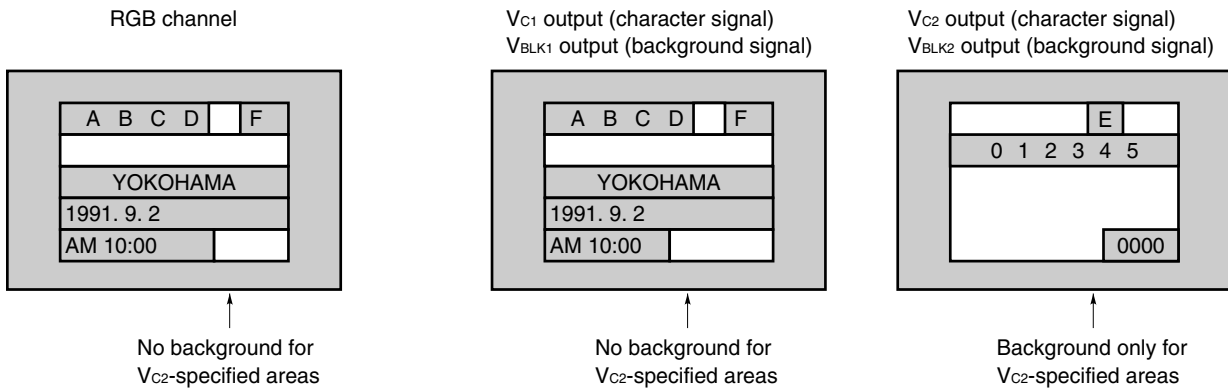 RGB channel
VC1 output (character signal)
VBLK1 output (background signal)
VC2 output (character signal)
VBLK2 output (background signal)
A B C D F
YOKOHAMA
1991. 9. 2
AM 10:00
A B C D F
YOKOHAMA
1991. 9. 2
AM 10:00
E
0 1 2 3 4 5
0000
No background for
VC2-specified areas
No background for
VC2-specified areas
Background only for
VC2-specified areas